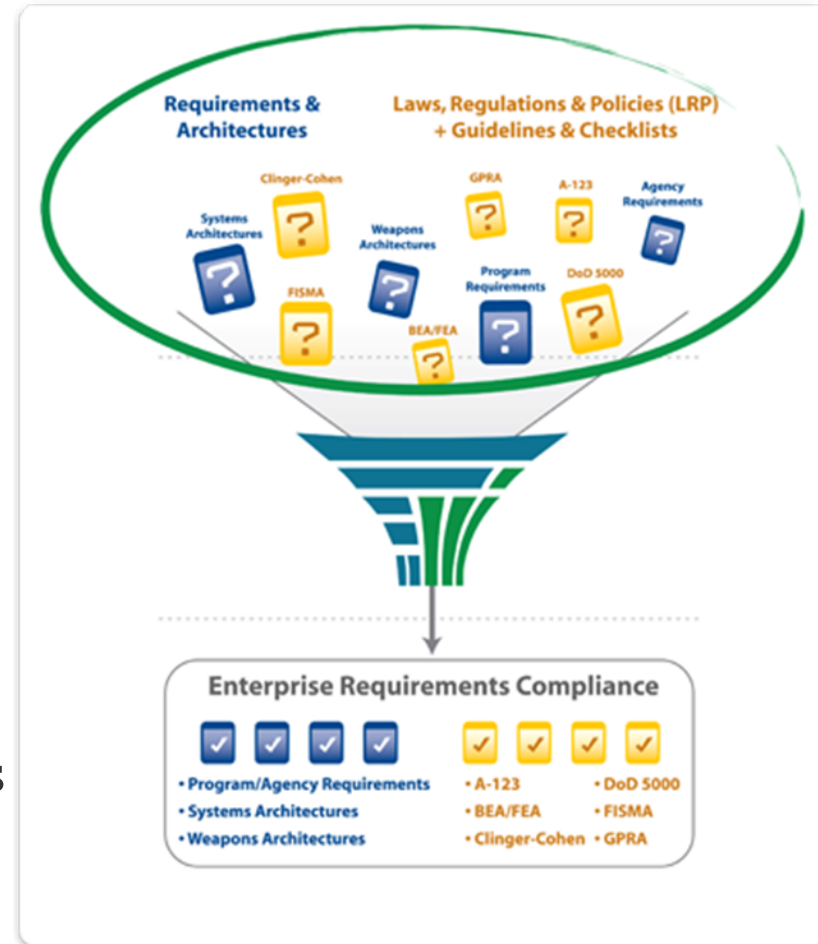 Requirements &
Architectures
Laws, Regulations & Policies (LRP)
+ Guidelines & Checklists
Clinger-Cohen
GPRA
A-123
Agency
Requirements
Systems
Architectures
Weapons
Architectures
Program
Requirements
DoD 5000
FISMA
BEA/FEA
?
?
?
?
?
?
?
?
?
?
Enterprise Requirements Compliance
• Program/Agency Requirements
• Systems Architectures
• Weapons Architectures
• A-123
• BEA/FEA
• Clinger-Cohen
• DoD 5000
• FISMA
• GPRA
s